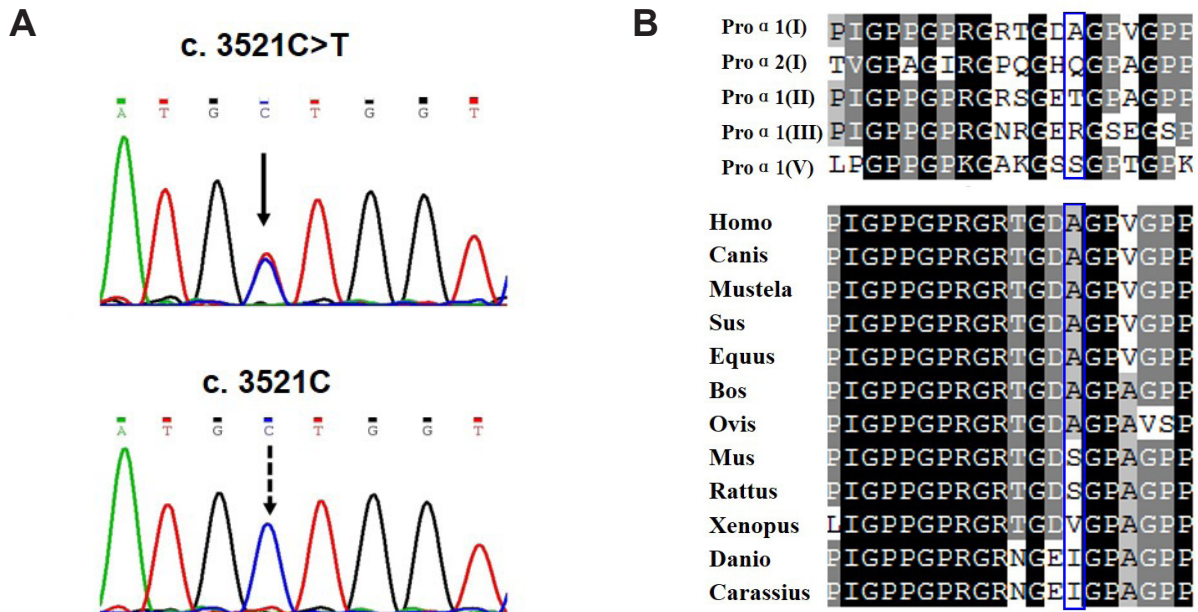 A
c. 3521C>T
A T G C T G G T
c. 3521C
A T G C T G G T
B
Pro α 1(I) PIGPPGPRGRTGDAGPVGPP
Pro α 2(I) TVGPAGIRGPQGHQGPAGPP
Pro α 1(II) PIGPPGPRGRSGETGPAGPP
Pro α 1(III) PIGPPGPRGNRGERGSEGSP
Pro α 1(V) LPGPPGPKGAKGSSGPTGPK
Homo PIGPPGPRGRTGDAGPVGPP
Canis PIGPPGPRGRTGDAGPVGPP
Mustela PIGPPGPRGRTGDAGPVGPP
Sus PIGPPGPRGRTGDAGPVGPP
Equus PIGPPGPRGRTGDAGPVGPP
Bos PIGPPGPRGRTGDAGPAGPP
Ovis PIGPPGPRGRTGDAGPAVSP
Mus PIGPPGPRGRTGDSGPAGPP
Rattus PIGPPGPRGRTGDSGPAGPP
Xenopus LIGPPGPRGRTGDVGPAGPP
Danio PIGPPGPRGRNGEIGPAGPP
Carassius PIGPPGPRGRNGEIGPAGPP